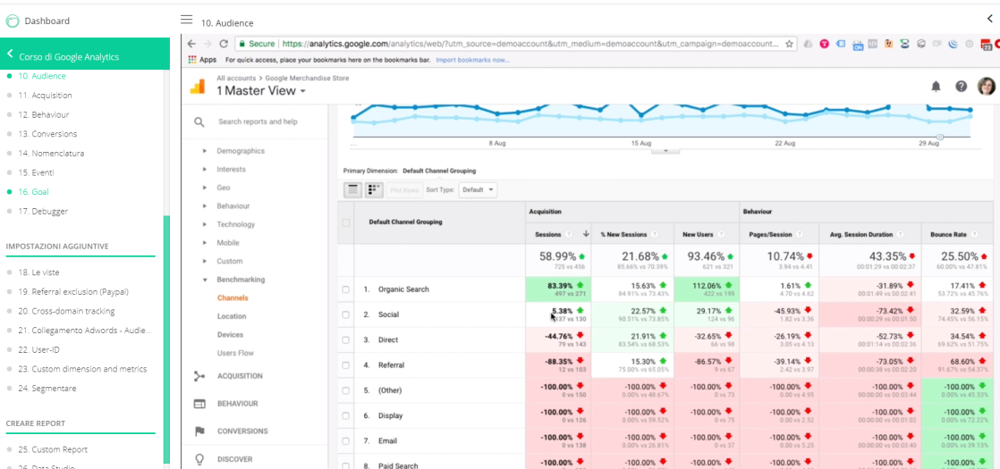 Dashboard
10. Audience
Corso di Google Analytics
10. Audience
11. Acquisition
12. Behaviour
13. Conversions
14. Nomenclatura
15. Eventi
16. Goal
17. Debugger
IMPOSTAZIONI AGGIUNTIVE
18. Le viste
19. Referral exclusion (Paypal)
20. Cross-domain tracking
21. Collegamento Adwords - Audie...
22. User-ID
23. Custom dimension and metrics
24. Segmentare
CREARE REPORT
25. Custom Report
26. Data Studio
Secure | https://analytics.google.com/analytics/web/?utm_source=demoaccount&utm_medium=demoaccount&utm_campaign=demoaccount...
Apps For quick access, place your bookmarks here on the bookmarks bar. Import bookmarks now...
All accounts > Google Merchandise Store
1 Master View
Search reports and help
Demographics
Interests
Geo
Behaviour
Technology
Mobile
Custom
Benchmarking
Channels
Location
Devices
Users Flow
ACQUISITION
BEHAVIOUR
CONVERSIONS
DISCOVER
... 8 Aug 15 Aug 22 Aug 29 Aug
Primary Dimension: Default Channel Grouping
Plot Rows Sort Type: Default
Default Channel Grouping Acquisition Behaviour
Sessions % New Sessions New Users Pages/Session Avg. Session Duration Bounce Rate
58.99% 21.68% 93.46% 10.74% 43.35% 25.50%
725 vs 456 85.66% vs 70.39% 621 vs 321 3.94 vs 4.41 00:01:29 vs 00:02:37 60.00% vs 47.81%
1. Organic Search 83.39% 15.63% 112.06% 1.61% -31.89% 17.41%
497 vs 271 84.91% vs 73.43% 422 vs 199 4.70 vs 4.62 00:01:49 vs 00:02:41 53.72% vs 45.76%
2. Social 5.38% 22.57% 29.17% -45.93% -73.42% 32.59%
137 vs 130 90.51% vs 73.85% 124 vs 96 1.82 vs 3.36 00:00:29 vs 00:01:50 74.45% vs 56.15%
3. Direct -44.76% 21.91% -32.65% -26.19% -52.73% 34.54%
79 vs 143 83.54% vs 68.53% 66 vs 98 3.05 vs 4.13 00:01:14 vs 00:02:36 69.62% vs 51.75%
4. Referral -88.35% 15.30% -86.57% -39.14% -73.05% 68.60%
12 vs 103 75.00% vs 65.05% 9 vs 67 2.42 vs 3.97 00:00:38 vs 00:02:20 91.67% vs 54.37%
5. (Other) -100.00% -100.00% -100.00% -100.00% -100.00% -100.00%
0 vs 150 0.00% vs 48.67% 0 vs 73 0.00 vs 4.95 00:00:00 vs 00:03:44 0.00% vs 45.33%
6. Display -100.00% -100.00% -100.00% -100.00% -100.00% -100.00%
0 vs 126 0.00% vs 59.52% 0 vs 75 0.00 vs 2.52 00:00:00 vs 00:01:02 0.00% vs 72.22%
7. Email -100.00% -100.00% -100.00% -100.00% -100.00% -100.00%
0 vs 138 0.00% vs 26.81% 0 vs 37 0.00 vs 5.25 00:00:00 vs 00:03:40 0.00% vs 39.13%
8. Paid Search -100.00% -100.00% -100.00% -100.00% -100.00% -100.00%